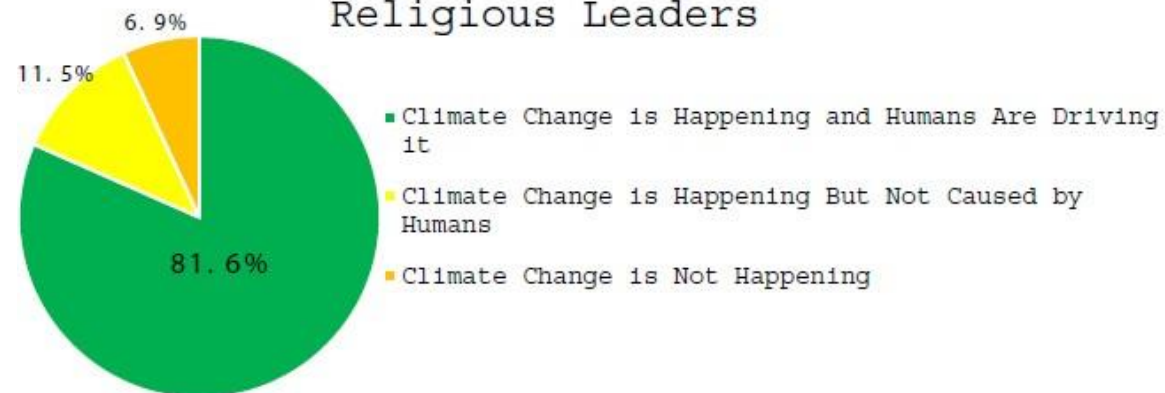 Religious Leaders
6.9%
11.5%
81.6%
Climate Change is Happening and Humans Are Driving
it
Climate Change is Happening But Not Caused by
Humans
Climate Change is Not Happening